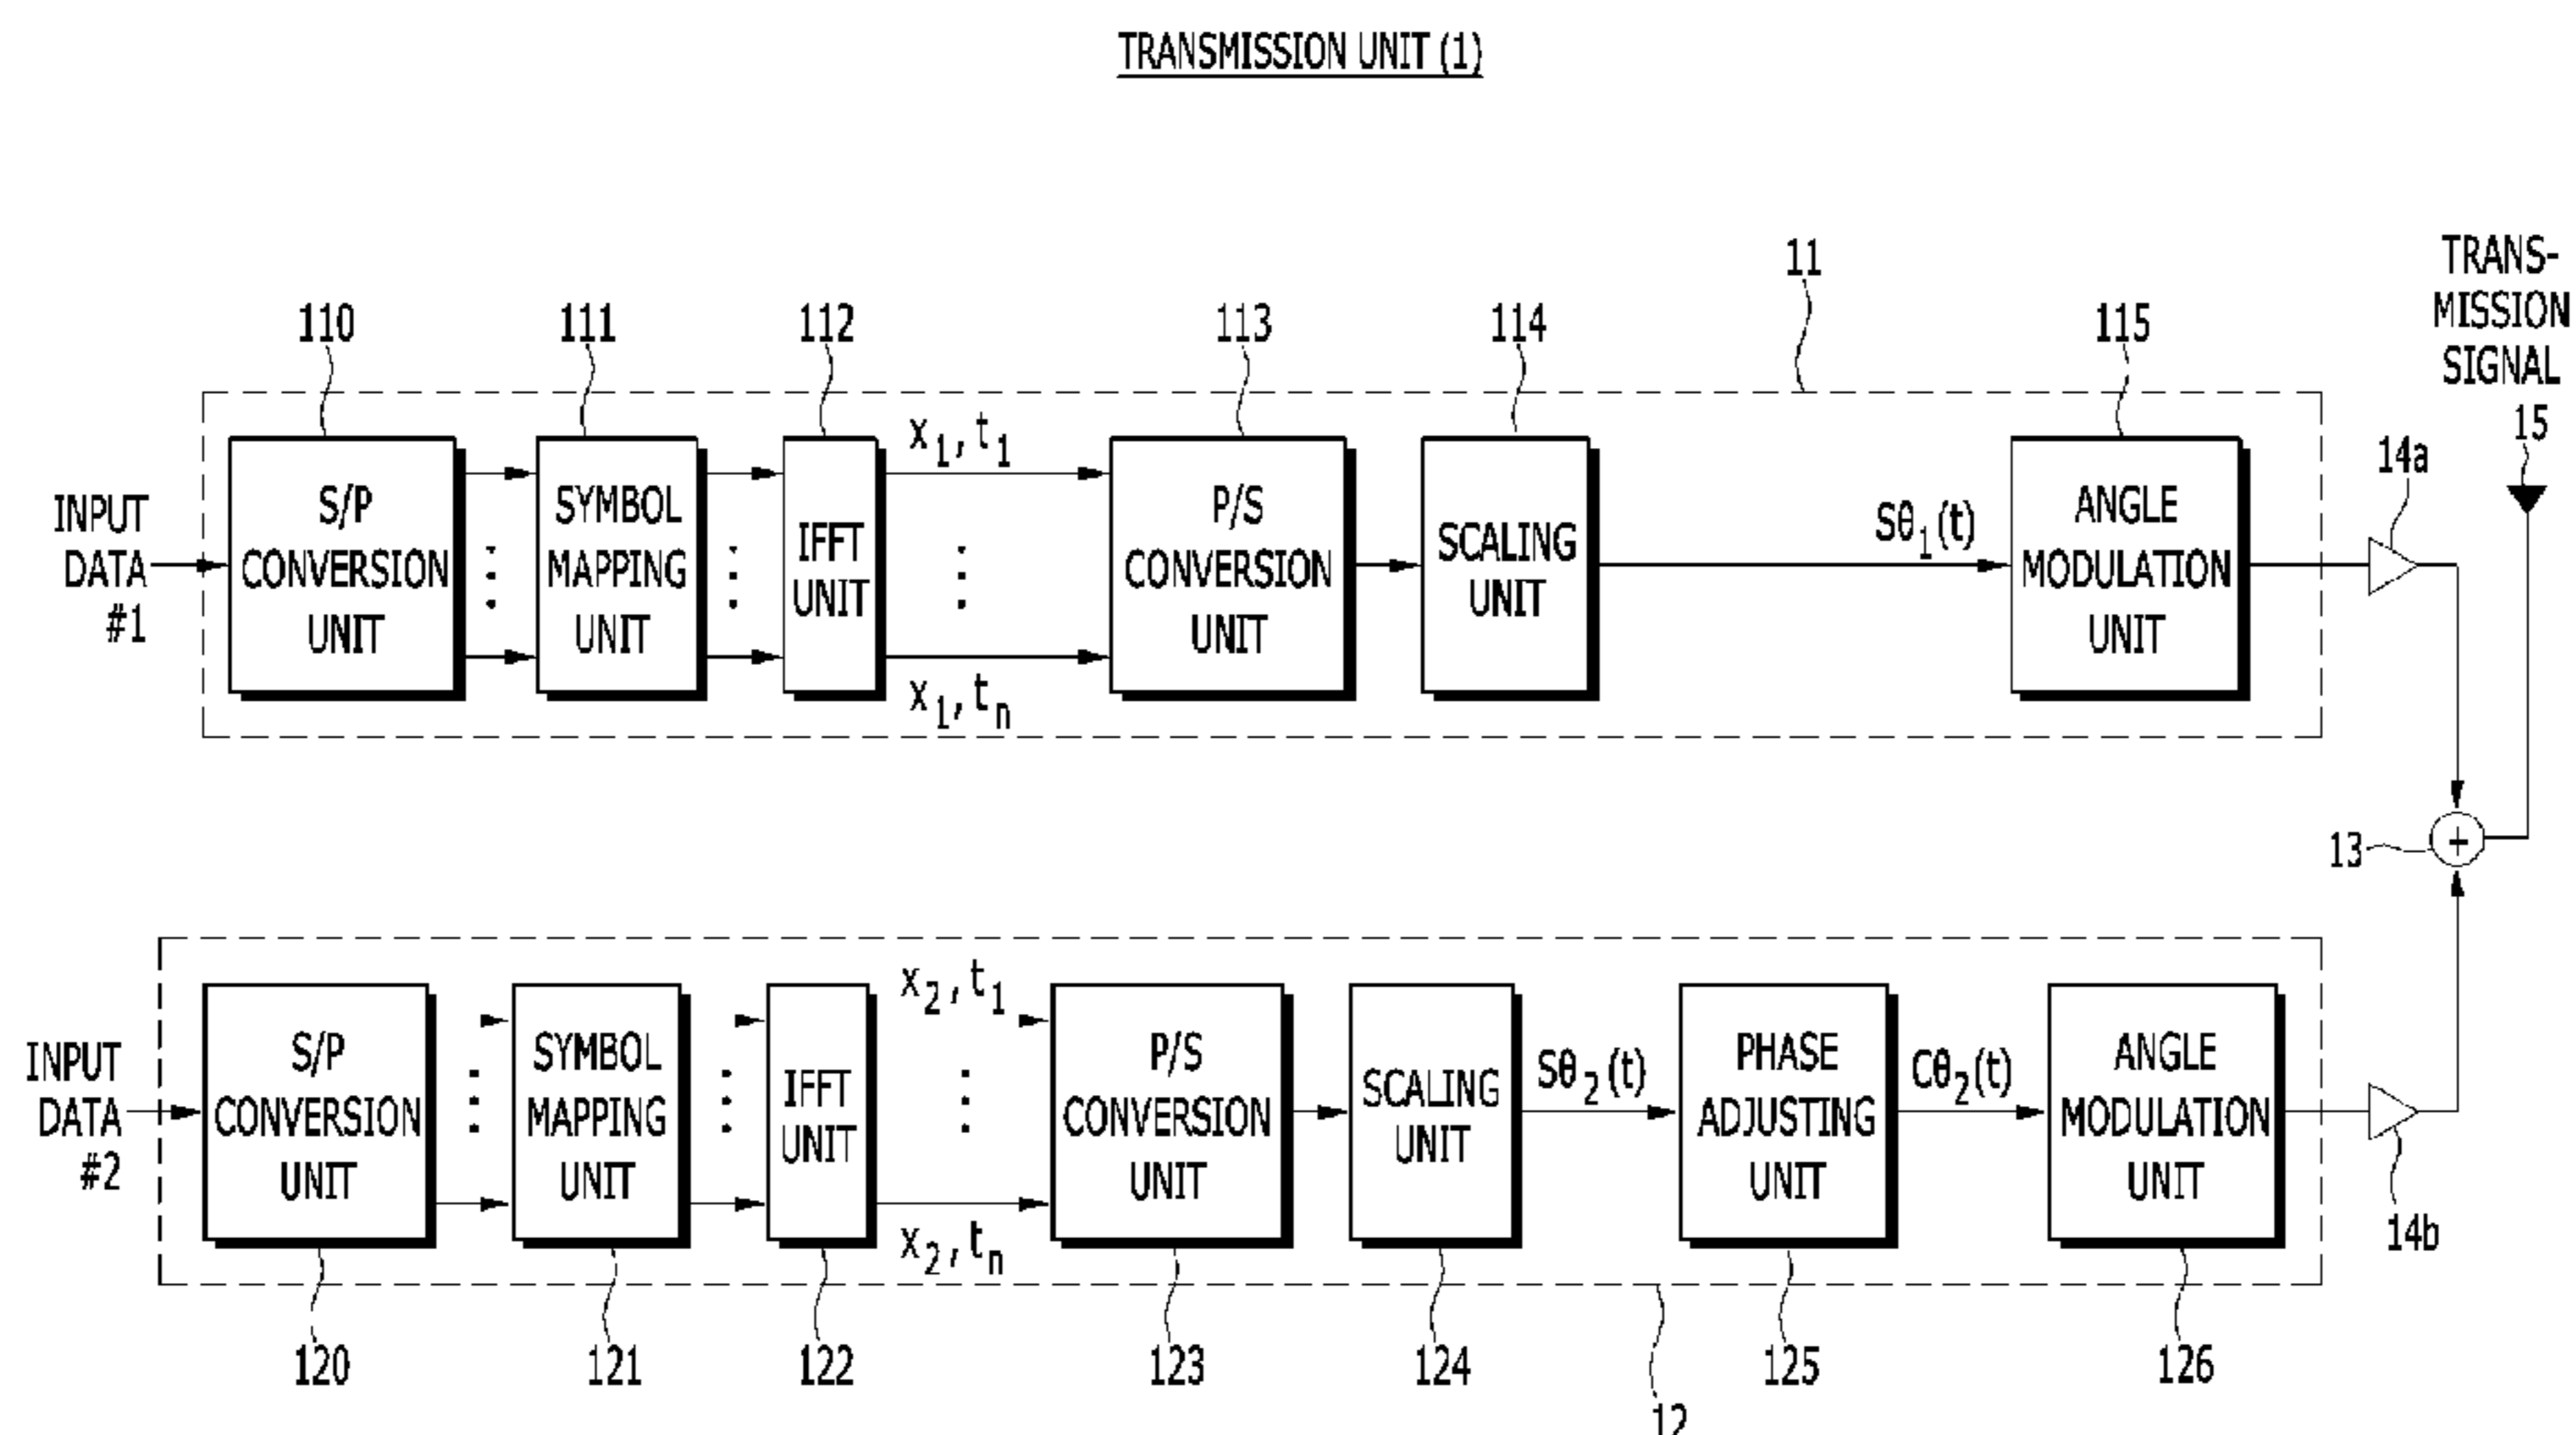 TRANSMISSION UNIT (1)
TRANS-
MISSION
SIGNAL
15
11
110
111
112
113
114
115
14a
INPUT
DATA
#1
S/P
CONVERSION
UNIT
SYMBOL
MAPPING
UNIT
IFFT
UNIT
x1, t1
x1, tn
P/S
CONVERSION
UNIT
SCALING
UNIT
Sθ1(t)
ANGLE
MODULATION
UNIT
13
+
INPUT
DATA
#2
S/P
CONVERSION
UNIT
SYMBOL
MAPPING
UNIT
IFFT
UNIT
x2, t1
x2, tn
P/S
CONVERSION
UNIT
SCALING
UNIT
Sθ2(t)
PHASE
ADJUSTING
UNIT
Cθ2(t)
ANGLE
MODULATION
UNIT
14b
120
121
122
123
124
125
126
12